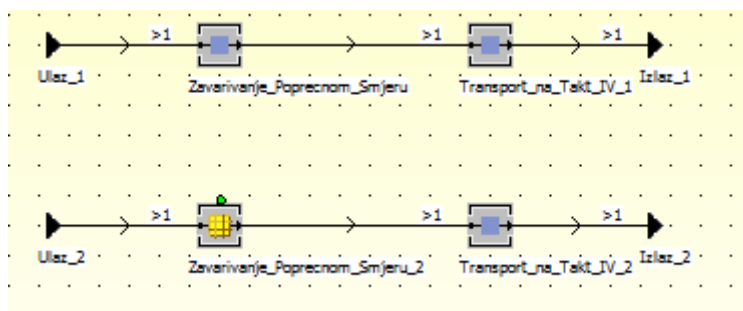 >1 >1 >1
Ulaz_1 Zavarivanje_Poprecnom_Smjeru Transport_na_Takt_IV_1 Izlaz_1
>1 >1 >1
Ulaz_2 Zavarivanje_Poprecnom_Smjeru_2 Transport_na_Takt_IV_2 Izlaz_2